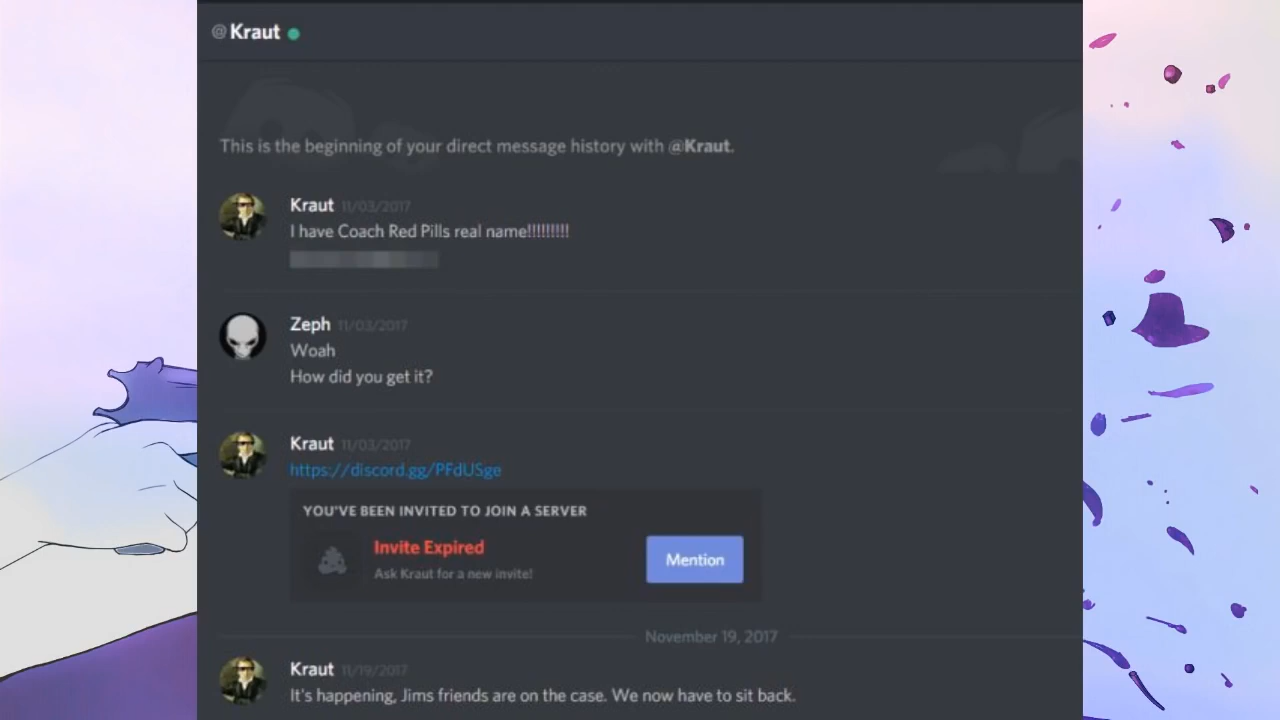 @Kraut
This is the beginning of your direct message history with @Kraut.
Kraut 11/03/2017
I have Coach Red Pills real name!!!!!!!!!
Zeph 11/03/2017
Woah
How did you get it?
Kraut 11/03/2017
https://discord.gg/PFdUSge
YOU'VE BEEN INVITED TO JOIN A SERVER
Invite Expired
Ask Kraut for a new invite!
Mention
November 19, 2017
Kraut 11/19/2017
It's happening, Jims friends are on the case. We now have to sit back.